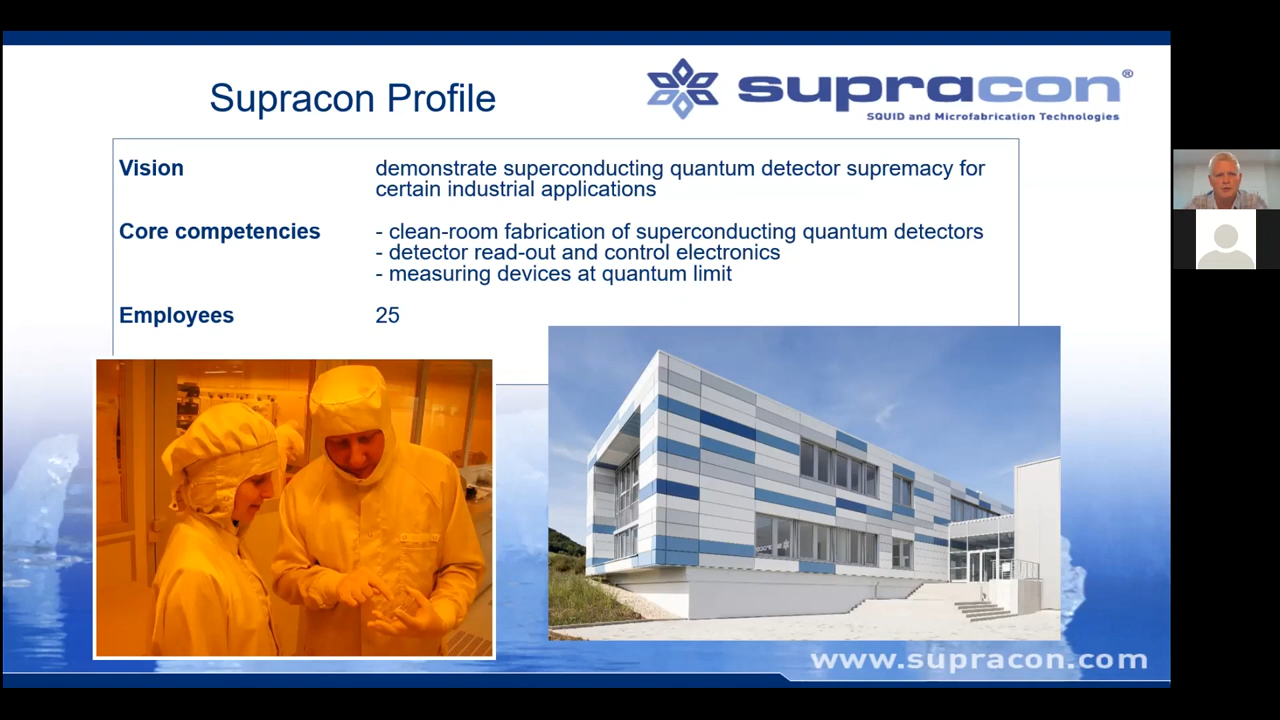 Supracon Profile
supracon®
SQUID and Microfabrication Technologies
Vision
demonstrate superconducting quantum detector supremacy for
certain industrial applications
Core competencies
- clean-room fabrication of superconducting quantum detectors
- detector read-out and control electronics
- measuring devices at quantum limit
Employees
25
www.supracon.com